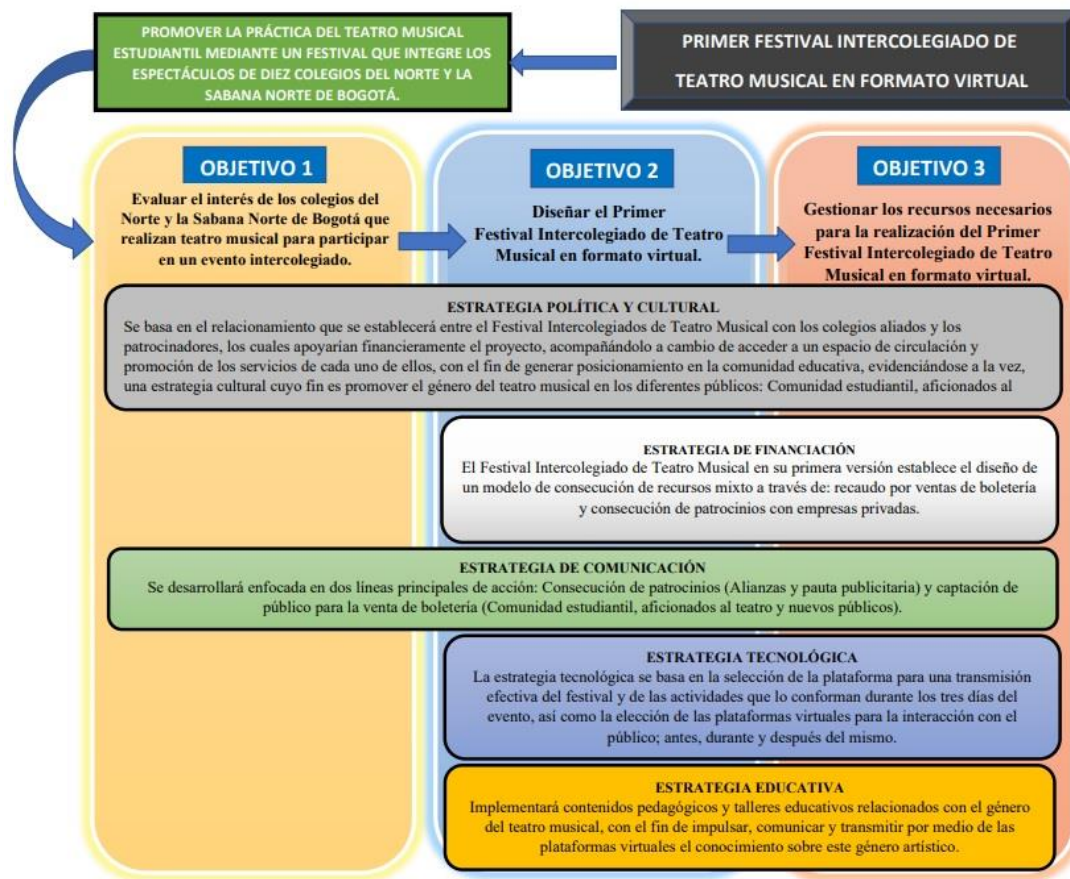 PROMOVER LA PRÁCTICA DEL TEATRO MUSICAL
ESTUDIANTIL MEDIANTE UN FESTIVAL QUE INTEGRE LOS
ESPECTÁCULOS DE DIEZ COLEGIOS DEL NORTE Y LA
SABANA NORTE DE BOGOTÁ.
PRIMER FESTIVAL INTERCOLEGIADO DE
TEATRO MUSICAL EN FORMATO VIRTUAL
OBJETIVO 1
Evaluar el interés de los colegios del
Norte y la Sabana Norte de Bogotá que
realizan teatro musical para participar
en un evento intercolegiado.
OBJETIVO 2
Diseñar el Primer
Festival Intercolegiado de Teatro
Musical en formato virtual.
OBJETIVO 3
Gestionar los recursos necesarios
para la realización del Primer
Festival Intercolegiado de Teatro
Musical en formato virtual.
ESTRATEGIA POLÍTICA Y CULTURAL
Se basa en el relacionamiento que se establecerá entre el Festival Intercolegiados de Teatro Musical con los colegios aliados y los
patrocinadores, los cuales apoyarían financieramente el proyecto, acompañándolo a cambio de acceder a un espacio de circulación y
promoción de los servicios de cada uno de ellos, con el fin de generar posicionamiento en la comunidad educativa, evidenciándose a la vez,
una estrategia cultural cuyo fin es promover el género del teatro musical en los diferentes públicos: Comunidad estudiantil, aficionados al
ESTRATEGIA DE FINANCIACIÓN
El Festival Intercolegiado de Teatro Musical en su primera versión establece el diseño de
un modelo de consecución de recursos mixto a través de: recaudo por ventas de boletería
y consecución de patrocinios con empresas privadas.
ESTRATEGIA DE COMUNICACIÓN
Se desarrollará enfocada en dos líneas principales de acción: Consecución de patrocinios (Alianzas y pauta publicitaria) y captación de
público para la venta de boletería (Comunidad estudiantil, aficionados al teatro y nuevos públicos).
ESTRATEGIA TECNOLÓGICA
La estrategia tecnológica se basa en la selección de la plataforma para una transmisión
efectiva del festival y de las actividades que lo conforman durante los tres días del
evento, así como la elección de las plataformas virtuales para la interacción con el
público; antes, durante y después del mismo.
ESTRATEGIA EDUCATIVA
Implementará contenidos pedagógicos y talleres educativos relacionados con el género
del teatro musical, con el fin de impulsar, comunicar y transmitir por medio de las
plataformas virtuales el conocimiento sobre este género artístico.